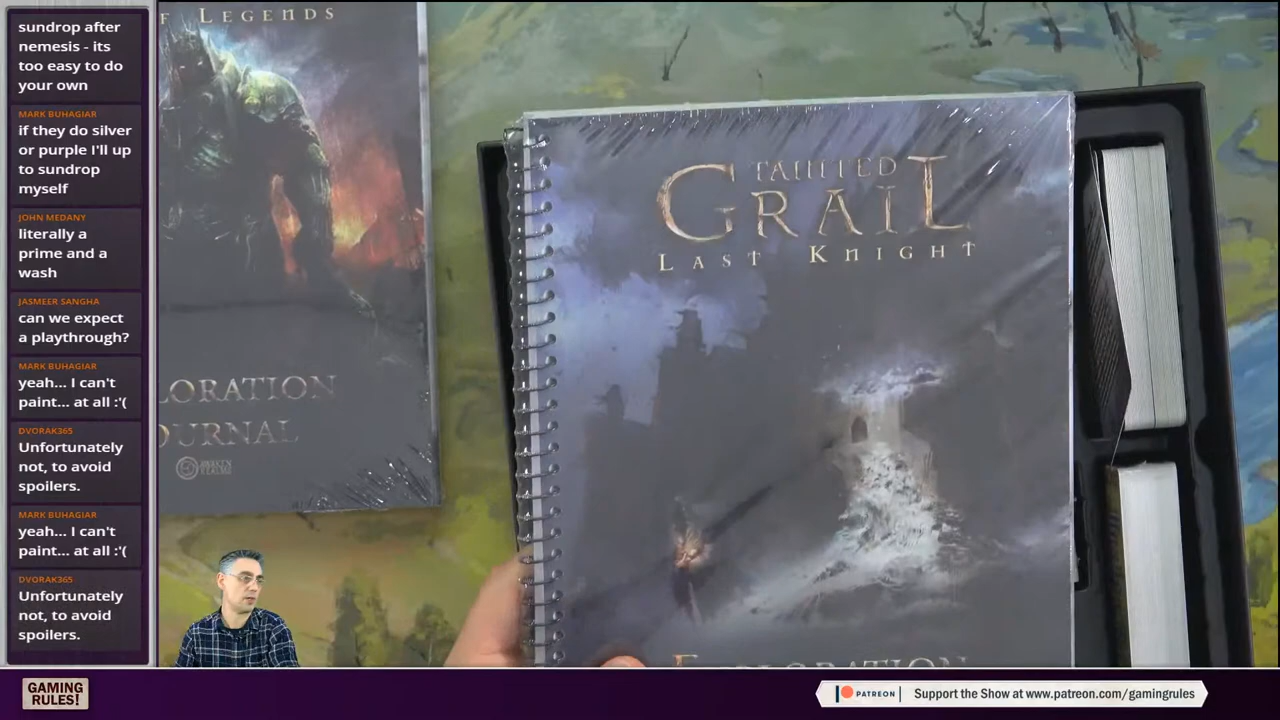 sundrop after
nemesis - its
too easy to do
your own
MARK BUHAGIAR
if they do silver
or purple I'll up
to sundrop
myself
JOHN MEDANY
literally a
prime and a
wash
JASMEER SANGHA
can we expect
a playthrough?
MARK BUHAGIAR
yeah... I can't
paint... at all :'(
DVORAK365
Unfortunately
not, to avoid
spoilers.
MARK BUHAGIAR
yeah... I can't
paint... at all :'(
DVORAK365
Unfortunately
not, to avoid
spoilers.
F LEGENDS
LORATION
OURNAL
TAINTED
GRAIL
LAST KNIGHT
EXPLORATION
GAMING
RULES!
PATREON
Support the Show at www.patreon.com/gamingrules